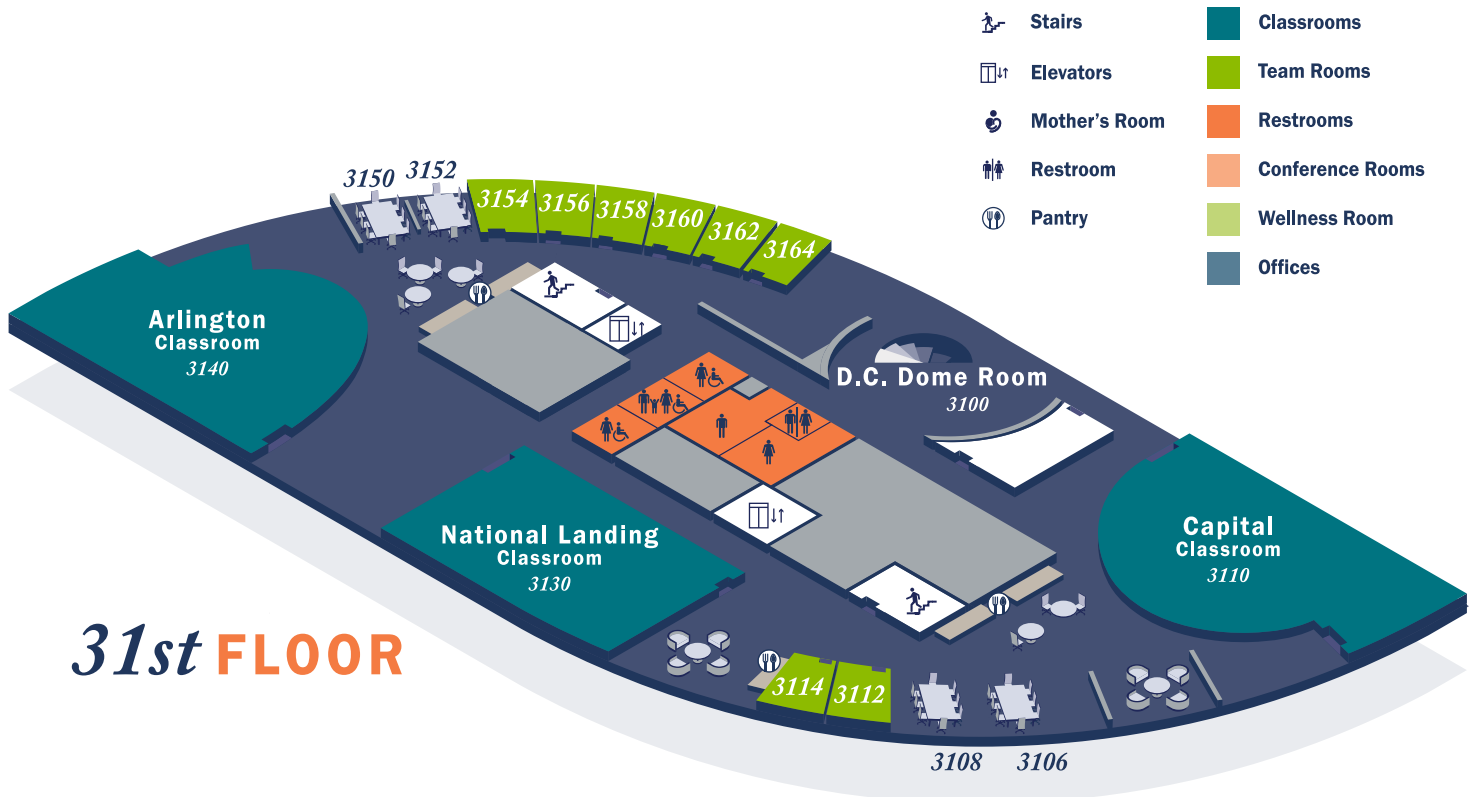 Stairs
Elevators
Mother's Room
Restroom
Pantry
Classrooms
Team Rooms
Restrooms
Conference Rooms
Wellness Room
Offices
3150
3152
3154
3156
3158
3160
3162
3164
Arlington
Classroom
3140
D.C. Dome Room
3100
National Landing
Classroom
3130
Capital
Classroom
3110
31st FLOOR
3114
3112
3108
3106